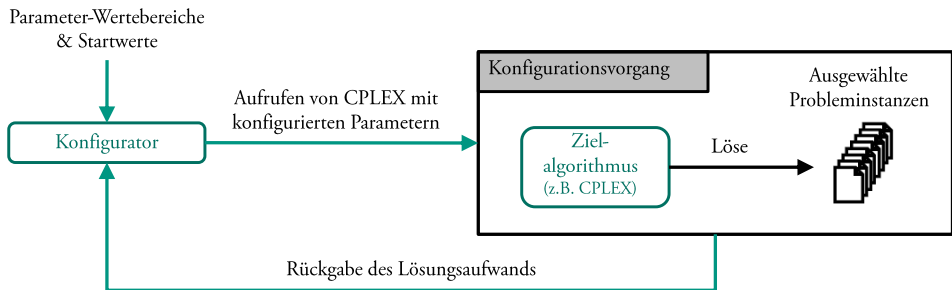 Parameter-Wertebereiche
& Startwerte
Konfigurator
Aufrufen von CPLEX mit
konfigurierten Parametern
Konfigurationsvorgang
Ziel-
algorithmus
(z.B. CPLEX)
Löse
Ausgewählte
Probleminstanzen
Rückgabe des Lösungsaufwands